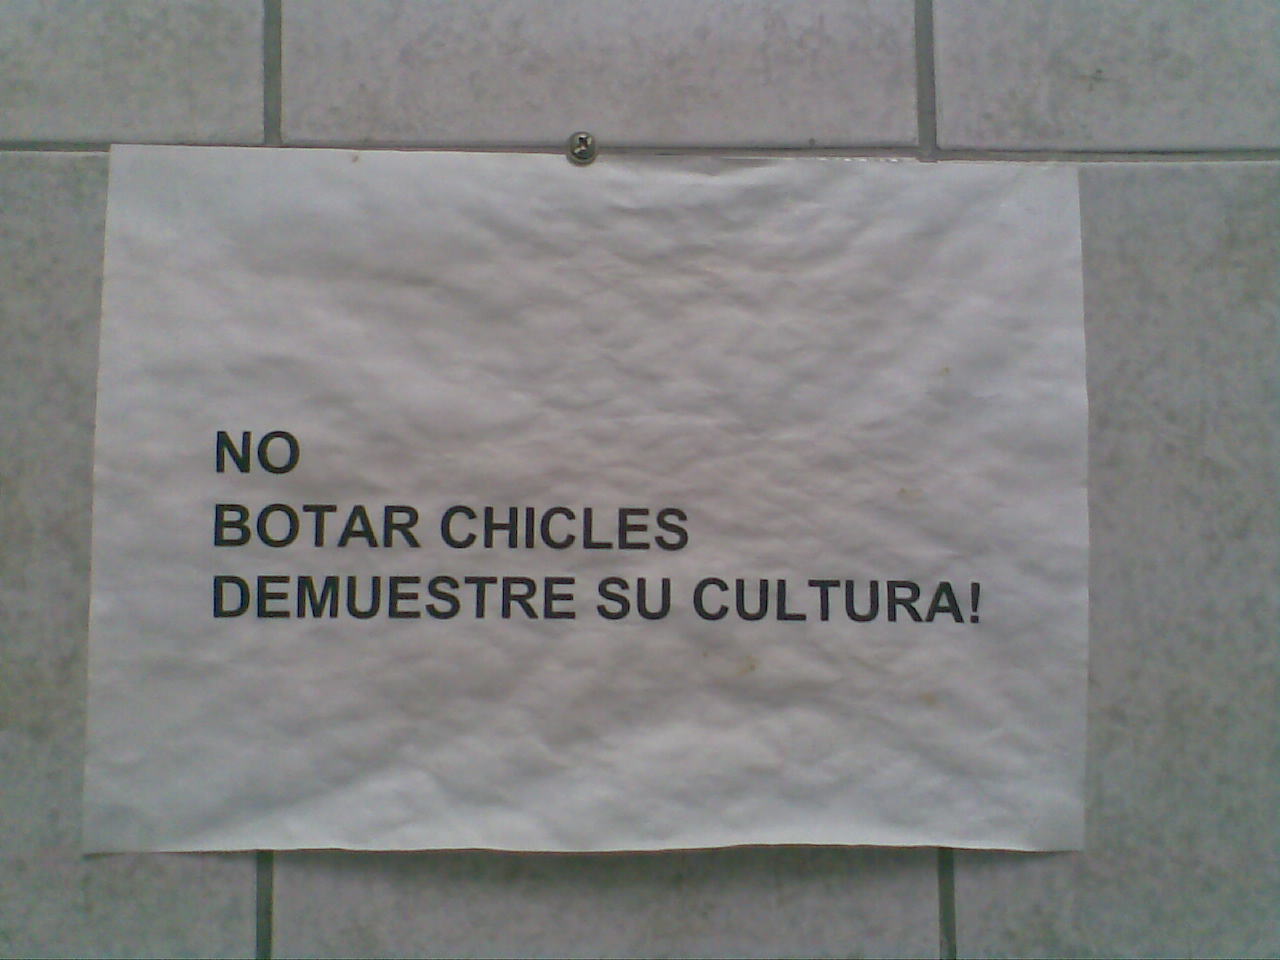 NO
BOTAR CHICLES
DEMUESTRE SU CULTURA!